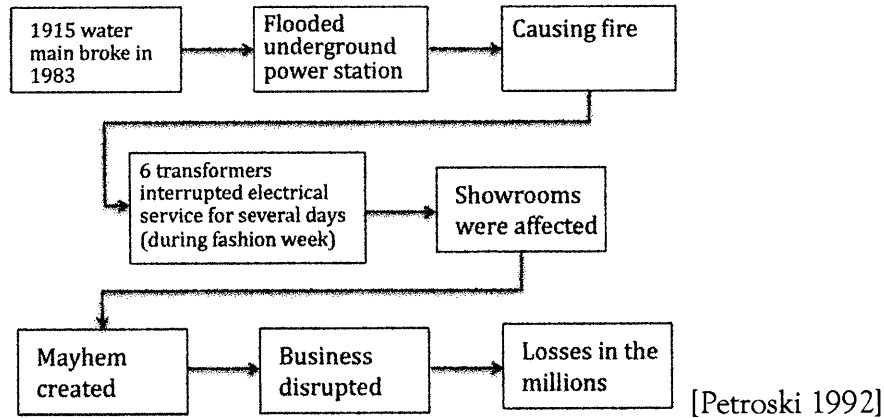 1915 water
main broke in
1983
Flooded
underground
power station
Causing fire
6 transformers
interrupted electrical
service for several days
(during fashion week)
Showrooms
were affected
Mayhem
created
Business
disrupted
Losses in the
millions
[Petroski 1992]